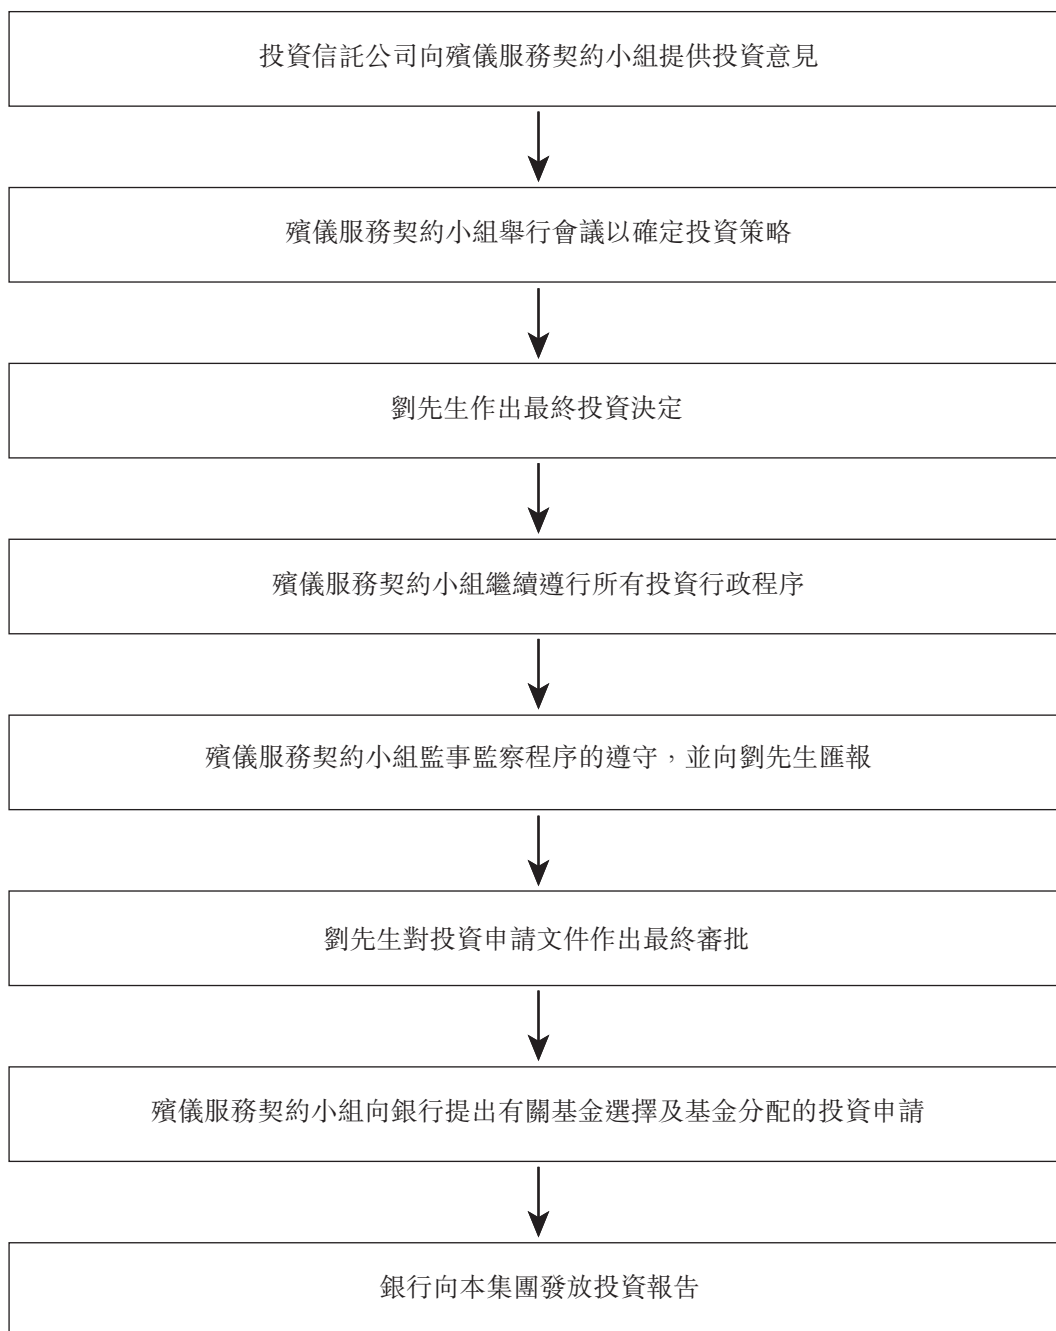 投資信託公司向殯儀服務契約小組提供投資意見
殯儀服務契約小組舉行會議以確定投資策略
劉先生作出最終投資決定
殯儀服務契約小組繼續遵行所有投資行政程序
殯儀服務契約小組監事監察程序的遵守，並向劉先生匯報
劉先生對投資申請文件作出最終審批
殯儀服務契約小組向銀行提出有關基金選擇及基金分配的投資申請
銀行向本集團發放投資報告